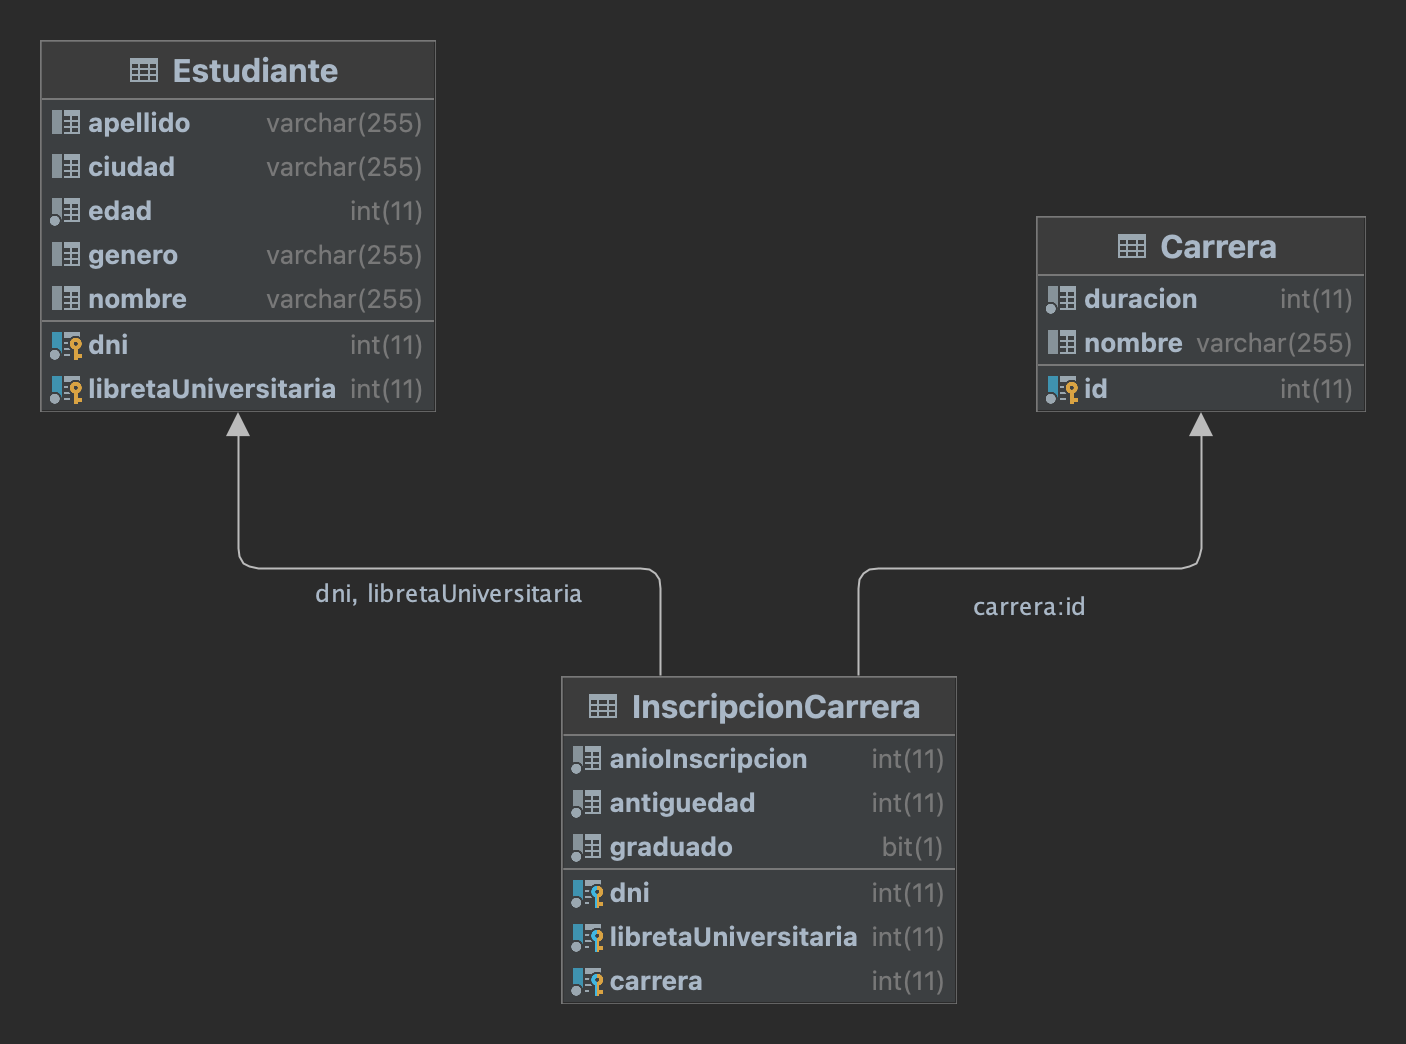 Estudiante
apellido varchar(255)
ciudad varchar(255)
edad int(11)
genero varchar(255)
nombre varchar(255)
dni int(11)
libretaUniversitaria int(11)
Carrera
duracion int(11)
nombre varchar(255)
id int(11)
dni, libretaUniversitaria
carrera:id
InscripcionCarrera
anioInscripcion int(11)
antiguedad int(11)
graduado bit(1)
dni int(11)
libretaUniversitaria int(11)
carrera int(11)